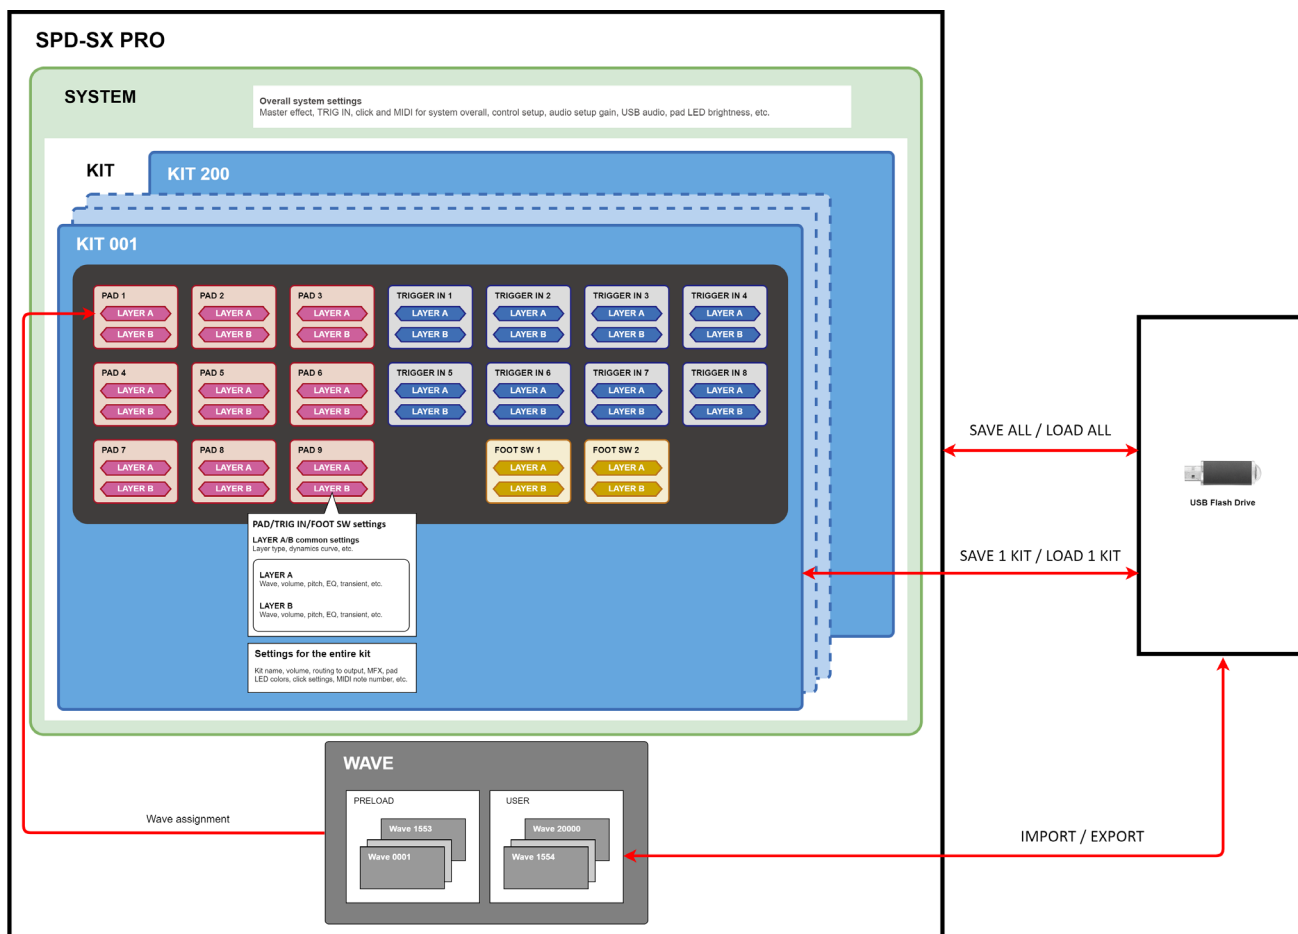 SPD-SX PRO
SYSTEM
Overall system settings
Master effect, TRIG IN, click and MIDI for system overall, control setup, audio setup gain, USB audio, pad LED brightness, etc.
KIT
KIT 200
KIT 001
PAD 1
LAYER A
LAYER B
PAD 2
LAYER A
LAYER B
PAD 3
LAYER A
LAYER B
TRIGGER IN 1
LAYER A
LAYER B
TRIGGER IN 2
LAYER A
LAYER B
TRIGGER IN 3
LAYER A
LAYER B
TRIGGER IN 4
LAYER A
LAYER B
PAD 4
LAYER A
LAYER B
PAD 5
LAYER A
LAYER B
PAD 6
LAYER A
LAYER B
TRIGGER IN 5
LAYER A
LAYER B
TRIGGER IN 6
LAYER A
LAYER B
TRIGGER IN 7
LAYER A
LAYER B
TRIGGER IN 8
LAYER A
LAYER B
PAD 7
LAYER A
LAYER B
PAD 8
LAYER A
LAYER B
PAD 9
LAYER A
LAYER B
FOOT SW 1
LAYER A
LAYER B
FOOT SW 2
LAYER A
LAYER B
PAD/TRIG IN/FOOT SW settings
LAYER A/B common settings
Layer type, dynamics curve, etc.
LAYER A
Wave, volume, pitch, EQ, transient, etc.
LAYER B
Wave, volume, pitch, EQ, transient, etc.
Settings for the entire kit
Kit name, volume, routing to output, MFX, pad
LED colors, click settings, MIDI note number, etc.
SAVE ALL / LOAD ALL
USB Flash Drive
SAVE 1 KIT / LOAD 1 KIT
WAVE
PRELOAD
Wave 1553
Wave 0001
USER
Wave 20000
Wave 1554
Wave assignment
IMPORT / EXPORT